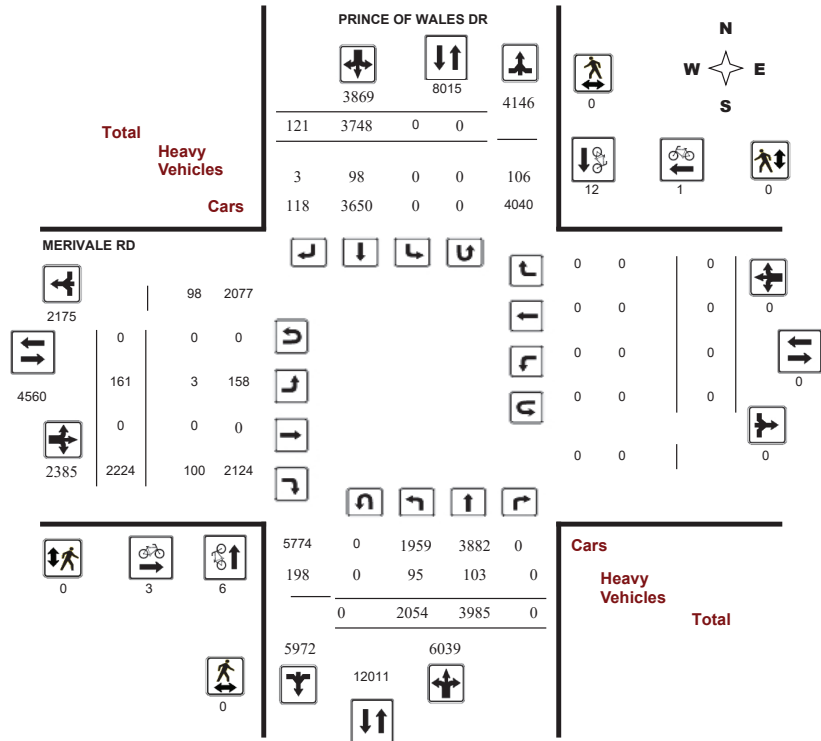 PRINCE OF WALES DR
N
W E
S
3869
8015
4146
0
Total
121 3748 0 0
Heavy
Vehicles
3 98 0 0 106
12 1 0
Cars
118 3650 0 0 4040
MERIVALE RD
98 2077
2175
0 0 0
4560
161 3 158
0 0 0
2385
2224 100 2124
0 0 0
0
0 0 0
0
0 0 0
0 0 0
0 0
0
5774 0 1959 3882 0
198 0 95 103 0
0 2054 3985 0
5972
6039
12011
Cars
Heavy
Vehicles
Total
0 3 6
0